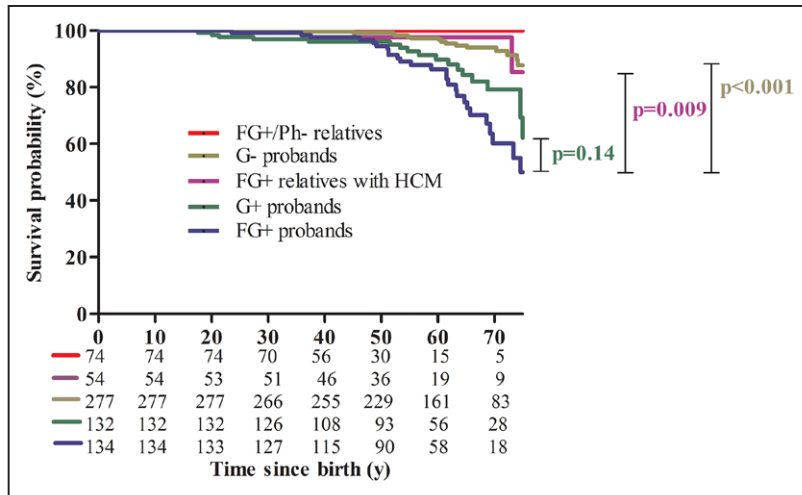 Survival probability (%)
100
80
60
40
20
0
FG+/Ph- relatives
G- probands
FG+ relatives with HCM
G+ probands
FG+ probands
p=0.14
p=0.009
p<0.001
0 10 20 30 40 50 60 70
74 74 74 70 56 30 15 5
54 54 53 51 46 36 19 9
277 277 277 266 255 229 161 83
132 132 132 126 108 93 56 28
134 134 133 127 115 90 58 18
Time since birth (y)